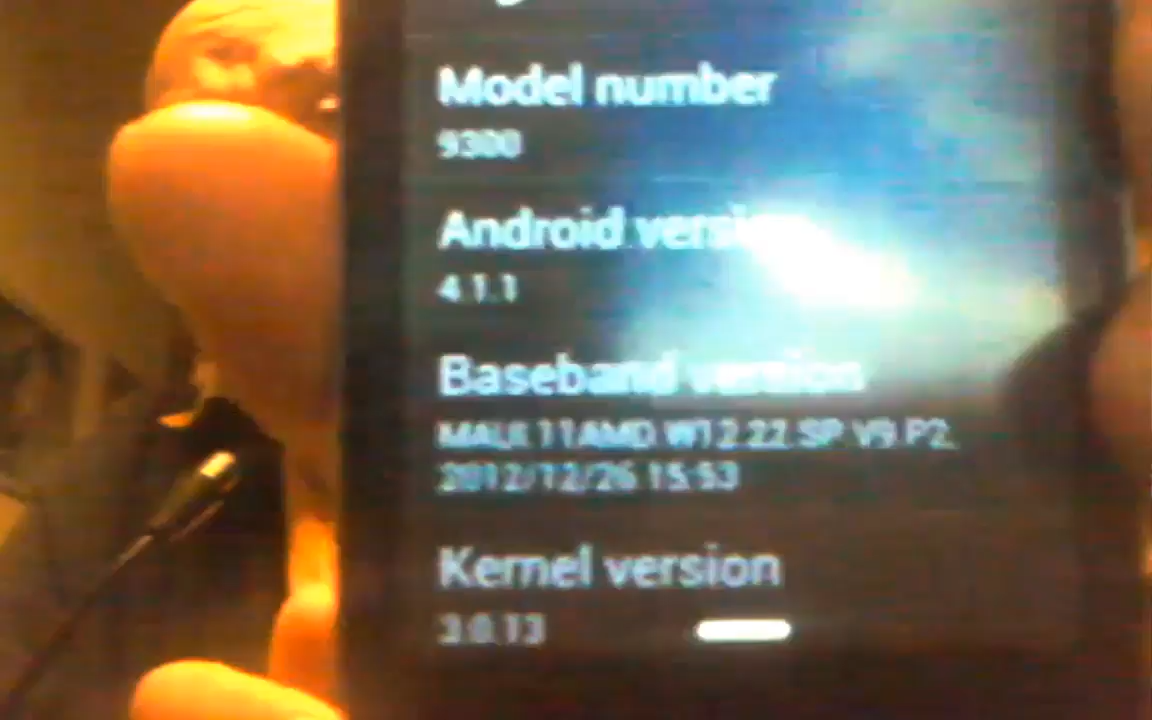 Model number
9300
Android version
4.1.1
Baseband version
MAUI.11AMD.W12.22.SP.V9.P2,
2012/12/26 15:53
Kernel version
3.0.13